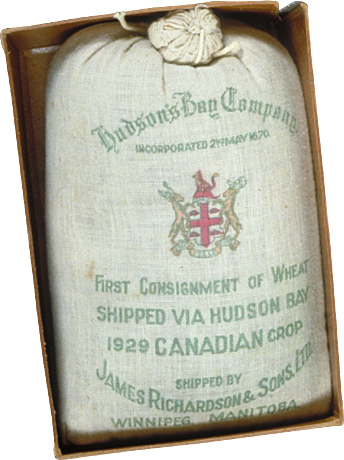 Hudson's Bay Company.
INCORPORATED 2ND MAY 1670.
FIRST CONSIGNMENT OF WHEAT
SHIPPED VIA HUDSON BAY
1929 CANADIAN CROP
SHIPPED BY
JAMES RICHARDSON & SONS, LTD.
WINNIPEG, MANITOBA.